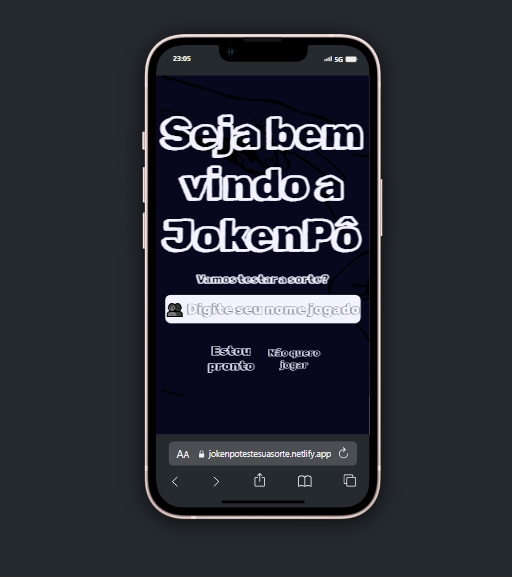 23:05
5G
Seja bem
vindo a
JokenPô
Vamos testar a sorte?
Digite seu nome jogado
Estou
pronto
Não quero
jogar
AA
jokenpotestesuasorte.netlify.app